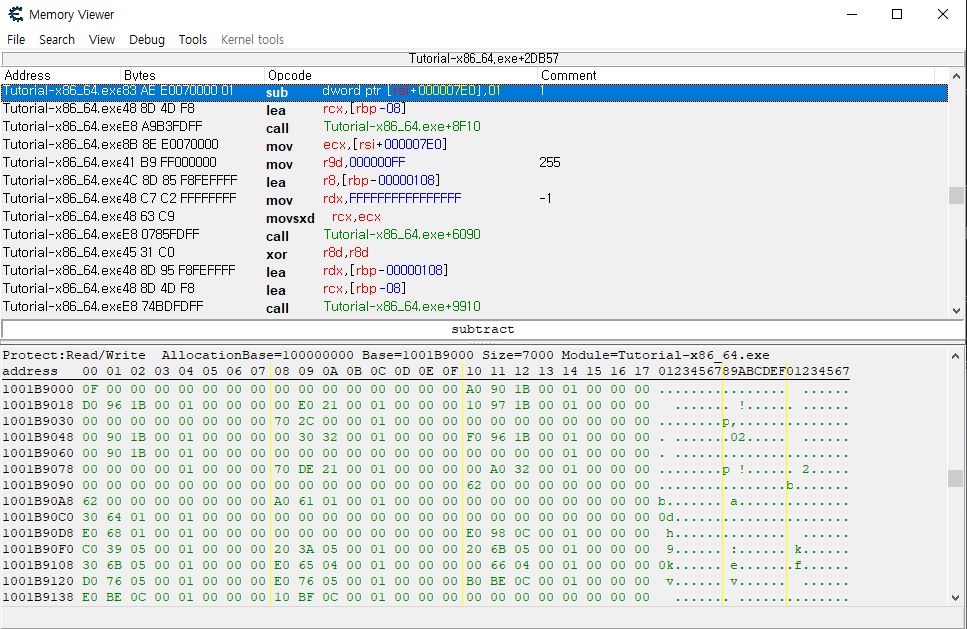 Memory Viewer
File Search View Debug Tools Kernel tools
Tutorial-x86_64.exe+2DB57
Address Bytes Opcode Comment
Tutorial-x86_64.exe 83 AE E0070000 01 sub dword ptr [rsi+000007E0],01 1
Tutorial-x86_64.exe 48 8D 4D F8 lea rcx,[rbp-08]
Tutorial-x86_64.exe E8 A9B3FDFF call Tutorial-x86_64.exe+8F10
Tutorial-x86_64.exe 8B 8E E0070000 mov ecx,[rsi+000007E0]
Tutorial-x86_64.exe 41 B9 FF000000 mov r9d,000000FF 255
Tutorial-x86_64.exe 4C 8D 85 F8FEFFFF lea r8,[rbp-00000108]
Tutorial-x86_64.exe 48 C7 C2 FFFFFFFF mov rdx,FFFFFFFFFFFFFFFF -1
Tutorial-x86_64.exe 48 63 C9 movsxd rcx,ecx
Tutorial-x86_64.exe E8 0785FDFF call Tutorial-x86_64.exe+6090
Tutorial-x86_64.exe 45 31 C0 xor r8d,r8d
Tutorial-x86_64.exe 48 8D 95 F8FEFFFF lea rdx,[rbp-00000108]
Tutorial-x86_64.exe 48 8D 4D F8 lea rcx,[rbp-08]
Tutorial-x86_64.exe E8 74BDFDFF call Tutorial-x86_64.exe+9910
subtract
Protect:Read/Write AllocationBase=100000000 Base=1001B9000 Size=7000 Module=Tutorial-x86_64.exe
address 00 01 02 03 04 05 06 07 08 09 0A 0B 0C 0D 0E 0F 10 11 12 13 14 15 16 17 0123456789ABCDEF01234567
1001B9000 0F 00 00 00 00 00 00 00 00 00 00 00 00 00 00 00 A0 90 1B 00 01 00 00 00 ................ ......
1001B9018 D0 96 1B 00 01 00 00 00 00 E0 21 00 01 00 00 00 10 97 1B 00 01 00 00 00 ...... . !..... ......
1001B9030 00 00 00 00 00 00 00 00 70 2C 00 00 01 00 00 00 00 00 00 00 00 00 00 00 ........p,..............
1001B9048 00 90 1B 00 01 00 00 00 00 30 32 00 01 00 00 00 F0 96 1B 00 01 00 00 00 . .......02..... ......
1001B9060 00 90 1B 00 01 00 00 00 00 00 00 00 00 00 00 00 00 00 00 00 00 00 00 00 . ......................
1001B9078 00 00 00 00 01 00 00 00 70 DE 21 00 01 00 00 00 00 A0 32 00 01 00 00 00 ........p !..... . 2.....
1001B9090 00 00 00 00 00 00 00 00 00 00 00 00 00 00 00 00 62 00 00 00 00 00 00 00 ................b.......
1001B90A8 62 00 00 00 00 00 00 00 A0 61 01 00 01 00 00 00 00 00 00 00 00 00 00 00 b....... a..............
1001B90C0 30 64 01 00 01 00 00 00 00 00 00 00 00 00 00 00 00 00 00 00 00 00 00 00 0d......................
1001B90D8 E0 68 01 00 01 00 00 00 00 00 00 00 00 00 00 00 E0 98 0C 00 01 00 00 00 h.............. ......
1001B90F0 C0 39 05 00 01 00 00 00 20 3A 05 00 01 00 00 00 20 6B 05 00 01 00 00 00 9...... :...... k......
1001B9108 30 6B 05 00 01 00 00 00 E0 65 04 00 01 00 00 00 00 66 04 00 01 00 00 00 0k...... e.......f......
1001B9120 D0 76 05 00 01 00 00 00 E0 76 05 00 01 00 00 00 B0 BE 0C 00 01 00 00 00 v...... v...... ......
1001B9138 E0 BE 0C 00 01 00 00 00 10 BF 0C 00 01 00 00 00 00 00 00 00 00 00 00 00 ...... . ..............